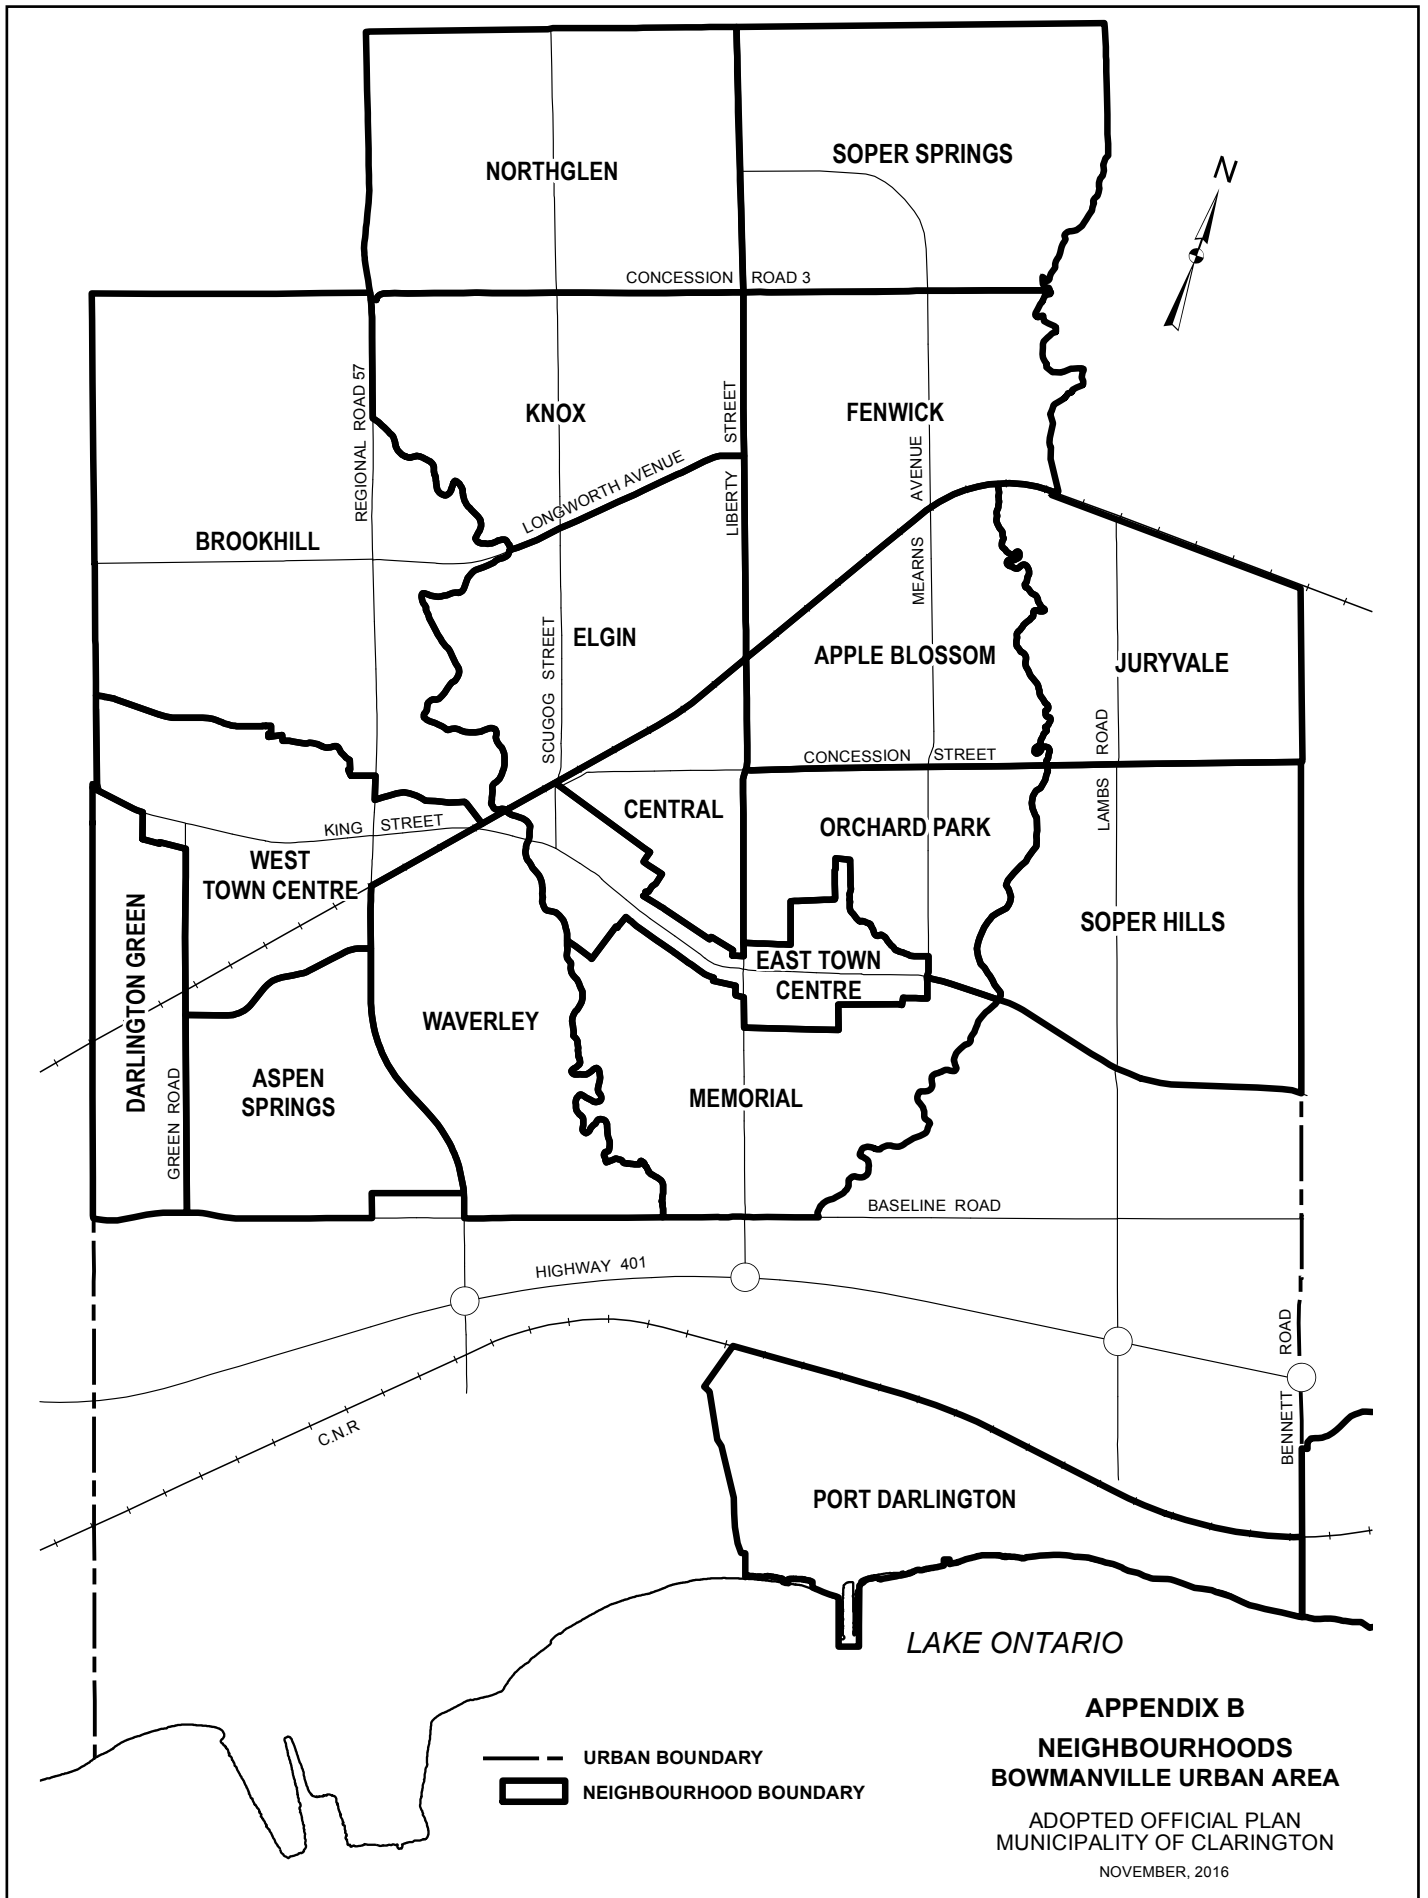 NORTHGLEN
SOPER SPRINGS
N
CONCESSION ROAD 3
REGIONAL ROAD 57
KNOX
LIBERTY STREET
FENWICK
MEARNS AVENUE
LONGWORTH AVENUE
BROOKHILL
SCUGOG STREET
ELGIN
APPLE BLOSSOM
JURYVALE
LAMBS ROAD
CONCESSION STREET
CENTRAL
KING STREET
ORCHARD PARK
WEST
TOWN CENTRE
DARLINGTON GREEN
SOPER HILLS
EAST TOWN
CENTRE
WAVERLEY
GREEN ROAD
ASPEN
SPRINGS
MEMORIAL
BASELINE ROAD
HIGHWAY 401
BENNETT ROAD
C.N.R
PORT DARLINGTON
LAKE ONTARIO
URBAN BOUNDARY
NEIGHBOURHOOD BOUNDARY
APPENDIX B
NEIGHBOURHOODS
BOWMANVILLE URBAN AREA
ADOPTED OFFICIAL PLAN
MUNICIPALITY OF CLARINGTON
NOVEMBER, 2016